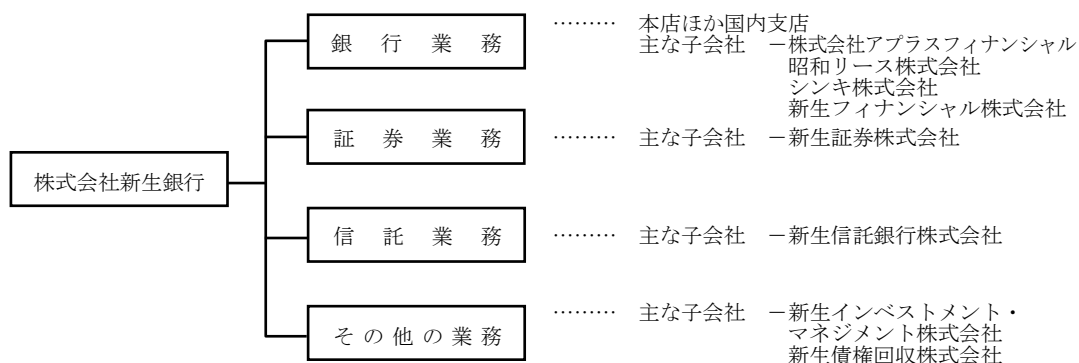 株式会社新生銀行
銀行業務 ……… 本店ほか国内支店
主な子会社 －株式会社アプラスフィナンシャル
昭和リース株式会社
シンキ株式会社
新生フィナンシャル株式会社
証券業務 ……… 主な子会社 －新生証券株式会社
信託業務 ……… 主な子会社 －新生信託銀行株式会社
その他の業務 ……… 主な子会社 －新生インベストメント・
マネジメント株式会社
新生債権回収株式会社